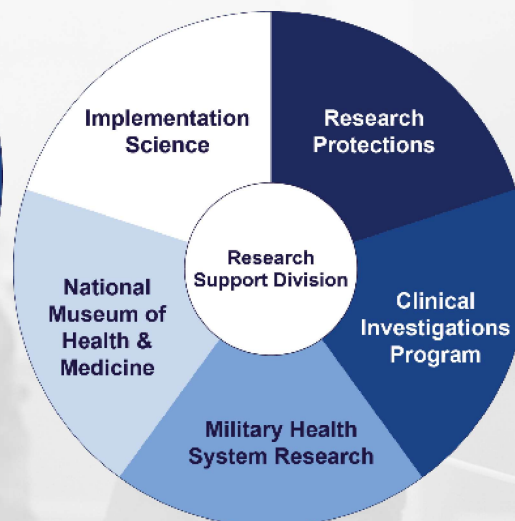 Implementation
Science
Research
Protections
Research
Support Division
National
Museum of
Health &
Medicine
Clinical
Investigations
Program
Military Health
System Research